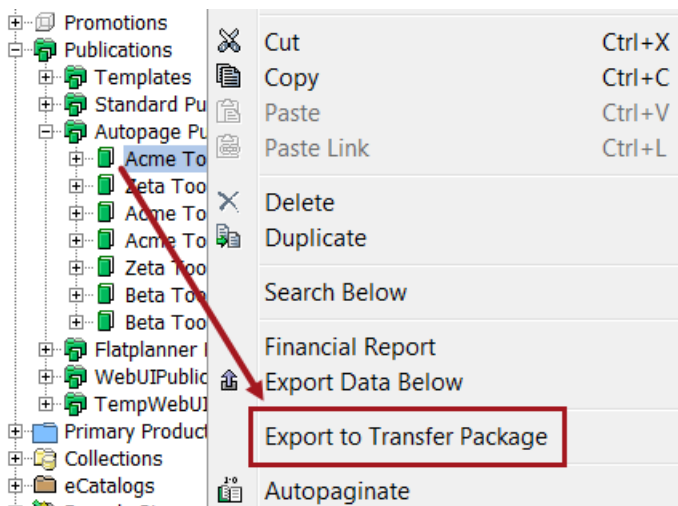 Promotions
Publications
Templates
Standard Pu
Autopage Pu
Acme To
Zeta Too
Acme To
Acme To
Zeta Too
Beta Too
Beta Too
Flatplanner
WebUIPublic
TempWebUI
Primary Product
Collections
eCatalogs
Cut Ctrl+X
Copy Ctrl+C
Paste Ctrl+V
Paste Link Ctrl+L
Delete
Duplicate
Search Below
Financial Report
Export Data Below
Export to Transfer Package
Autopaginate